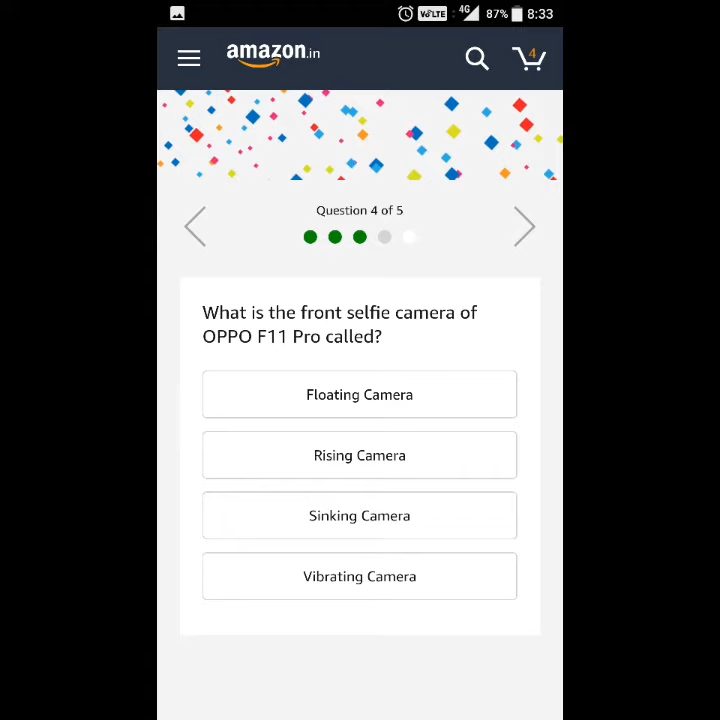 VoLTE 4G 87% 8:33
amazon.in 4
Question 4 of 5
What is the front selfie camera of
OPPO F11 Pro called?
Floating Camera
Rising Camera
Sinking Camera
Vibrating Camera